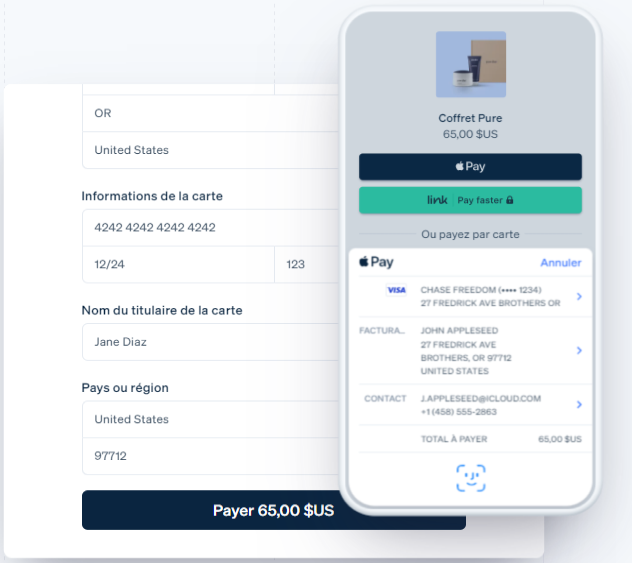 OR
United States
Informations de la carte
4242 4242 4242 4242
12/24
123
Nom du titulaire de la carte
Jane Diaz
Pays ou région
United States
97712
Payer 65,00 $US
Coffret Pure
65,00 $US
Pay
link Pay faster
Ou payez par carte
Pay Annuler
VISA CHASE FREEDOM (•••• 1234)
27 FREDRICK AVE BROTHERS OR
FACTURA... JOHN APPLESEED
27 FREDRICK AVE
BROTHERS, OR 97712
UNITED STATES
CONTACT J.APPLESEED@ICLOUD.COM
+1 (458) 555-2863
TOTAL À PAYER 65,00 $US